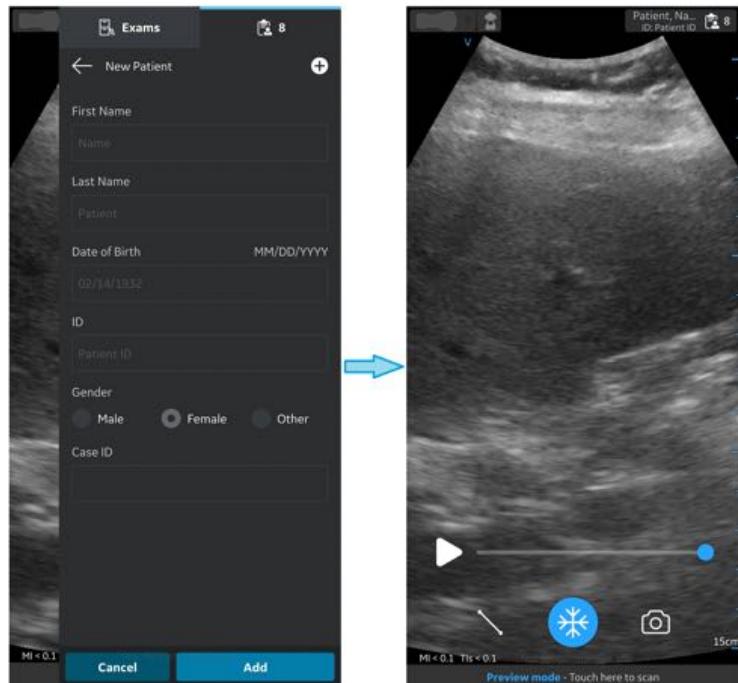 Exams
8
New Patient
First Name
Name
Last Name
Patient
Date of Birth MM/DD/YYYY
02/14/1932
ID
Patient ID
Gender
Male Female Other
Case ID
MI < 0.1
Cancel Add
Patient, Na...
ID: Patient ID
8
V
15cm
MI < 0.1 TIs < 0.1
Preview mode - Touch here to scan